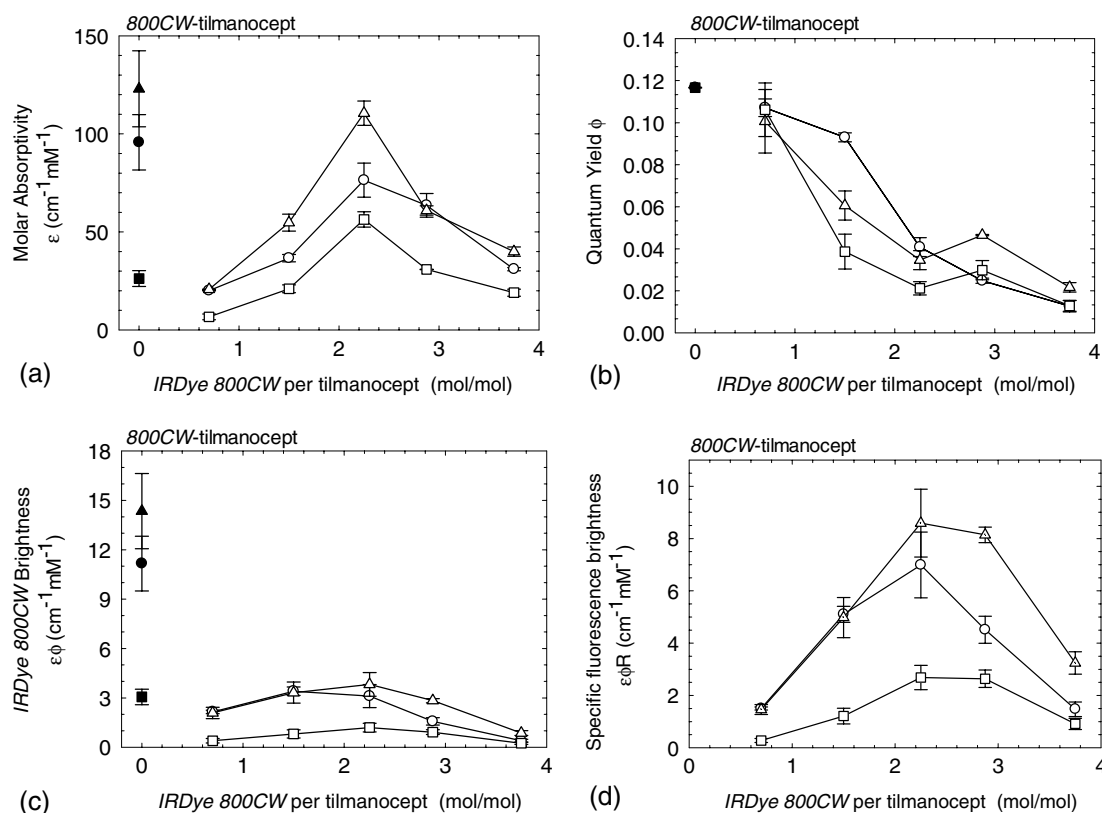 800CW-tilmanocept
150
100
50
0
0 1 2 3 4
Molar Absorptivity
ε (cm⁻¹mM⁻¹)
(a)
IRDye 800CW per tilmanocept (mol/mol)
800CW-tilmanocept
0.14
0.12
0.10
0.08
0.06
0.04
0.02
0.00
0 1 2 3 4
Quantum Yield ϕ
(b)
IRDye 800CW per tilmanocept (mol/mol)
800CW-tilmanocept
18
15
12
9
6
3
0
0 1 2 3 4
IRDye 800CW Brightness
εϕ (cm⁻¹mM⁻¹)
(c)
IRDye 800CW per tilmanocept (mol/mol)
800CW-tilmanocept
10
8
6
4
2
0
0 1 2 3 4
Specific fluorescence brightness
εϕR (cm⁻¹mM⁻¹)
(d)
IRDye 800CW per tilmanocept (mol/mol)